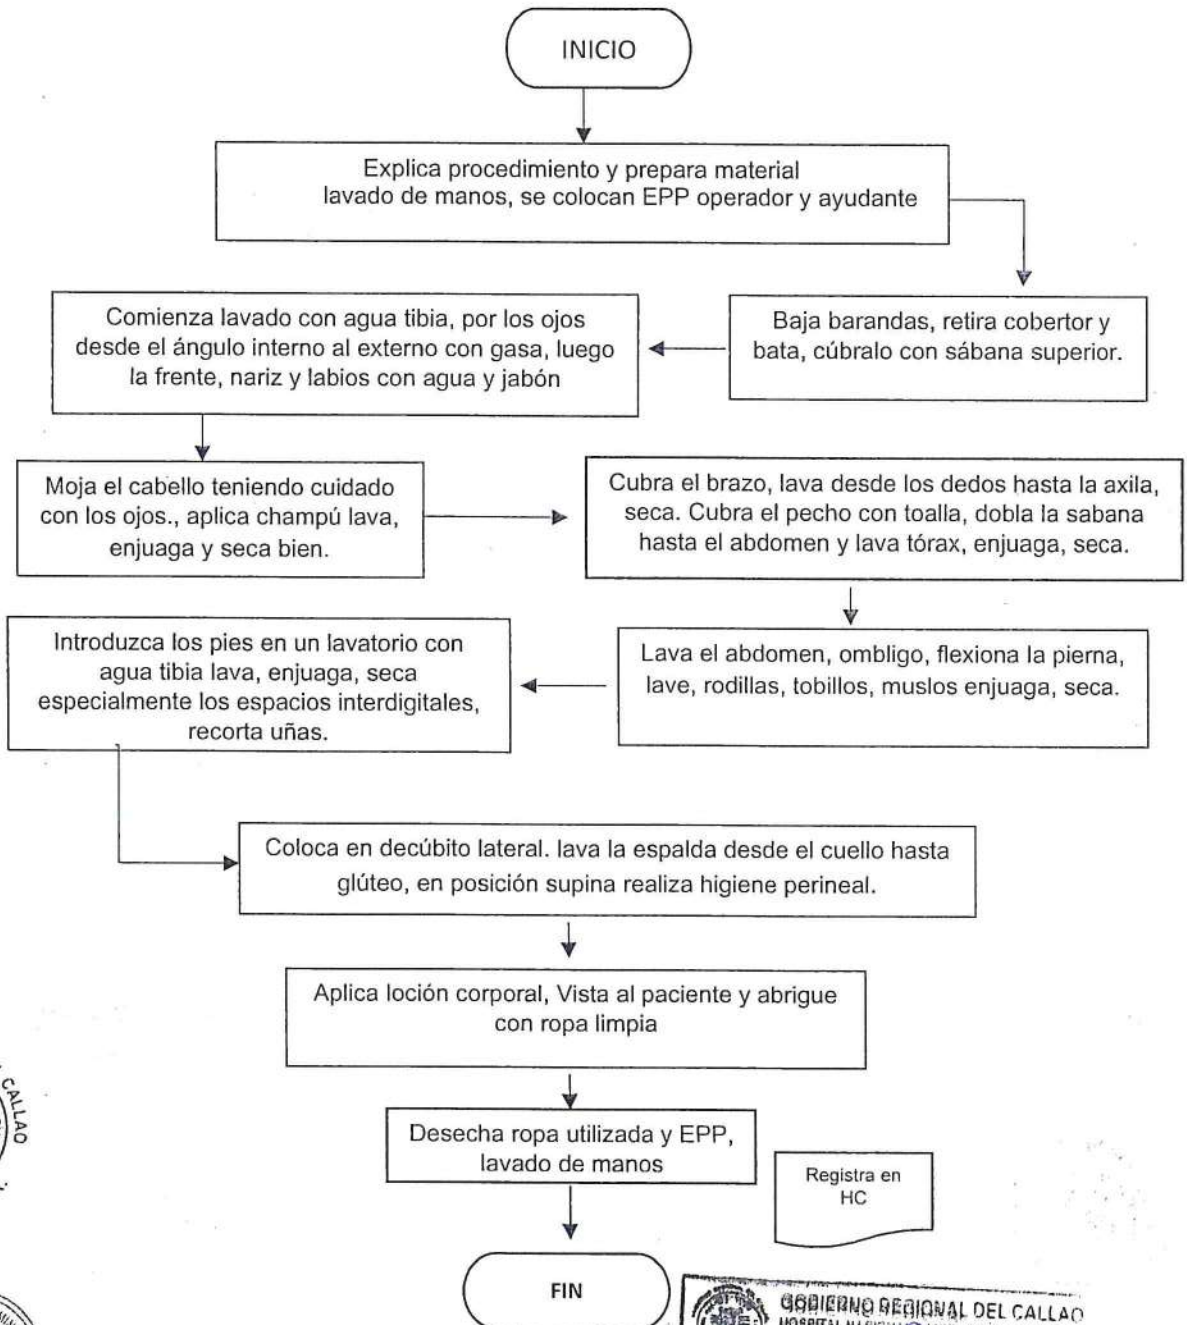 INICIO
Explica procedimiento y prepara material
lavado de manos, se colocan EPP operador y ayudante
Baja barandas, retira cobertor y
bata, cúbralo con sábana superior.
Comienza lavado con agua tibia, por los ojos
desde el ángulo interno al externo con gasa, luego
la frente, nariz y labios con agua y jabón
Moja el cabello teniendo cuidado
con los ojos., aplica champú lava,
enjuaga y seca bien.
Cubra el brazo, lava desde los dedos hasta la axila,
seca. Cubra el pecho con toalla, dobla la sabana
hasta el abdomen y lava tórax, enjuaga, seca.
Lava el abdomen, ombligo, flexiona la pierna,
lave, rodillas, tobillos, muslos enjuaga, seca.
Introduzca los pies en un lavatorio con
agua tibia lava, enjuaga, seca
especialmente los espacios interdigitales,
recorta uñas.
Coloca en decúbito lateral. lava la espalda desde el cuello hasta
glúteo, en posición supina realiza higiene perineal.
Aplica loción corporal, Vista al paciente y abrigue
con ropa limpia
Desecha ropa utilizada y EPP,
lavado de manos
Registra en
HC
FIN
CALLAO
GOBIERNO REGIONAL DEL CALLAO
HOSPITAL